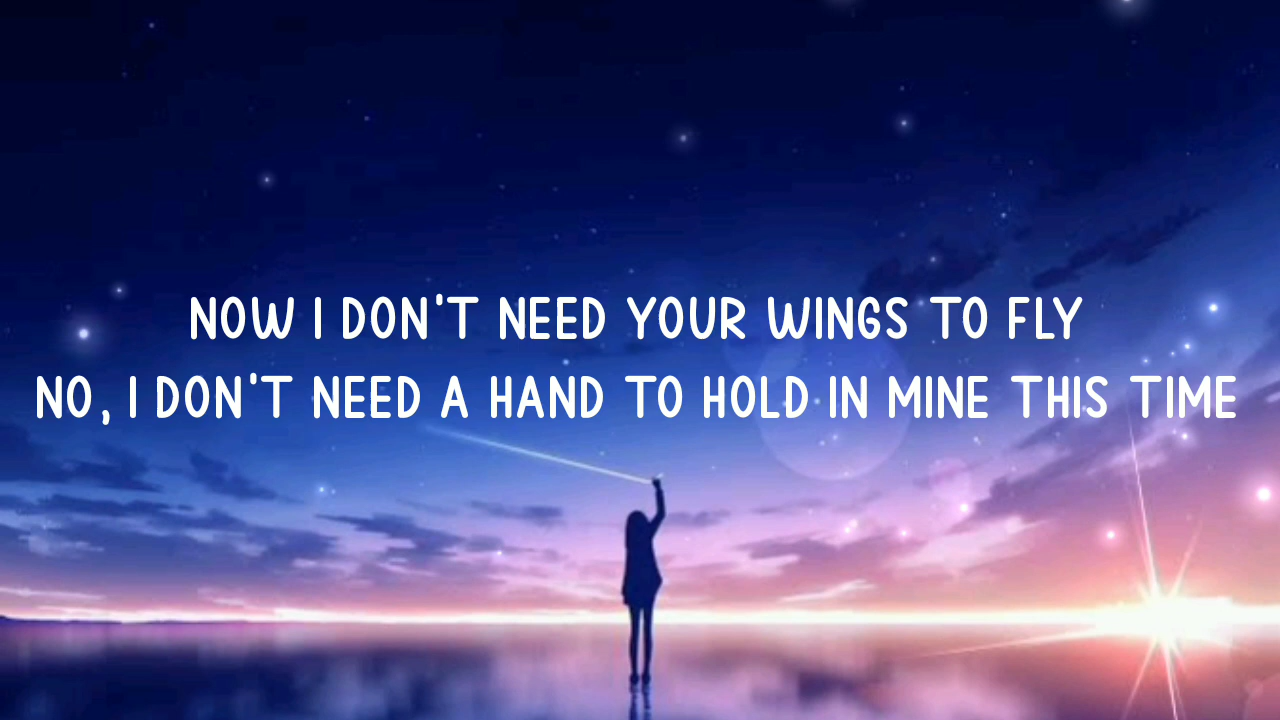 NOW I DON'T NEED YOUR WINGS TO FLY
NO, I DON'T NEED A HAND TO HOLD IN MINE THIS TIME